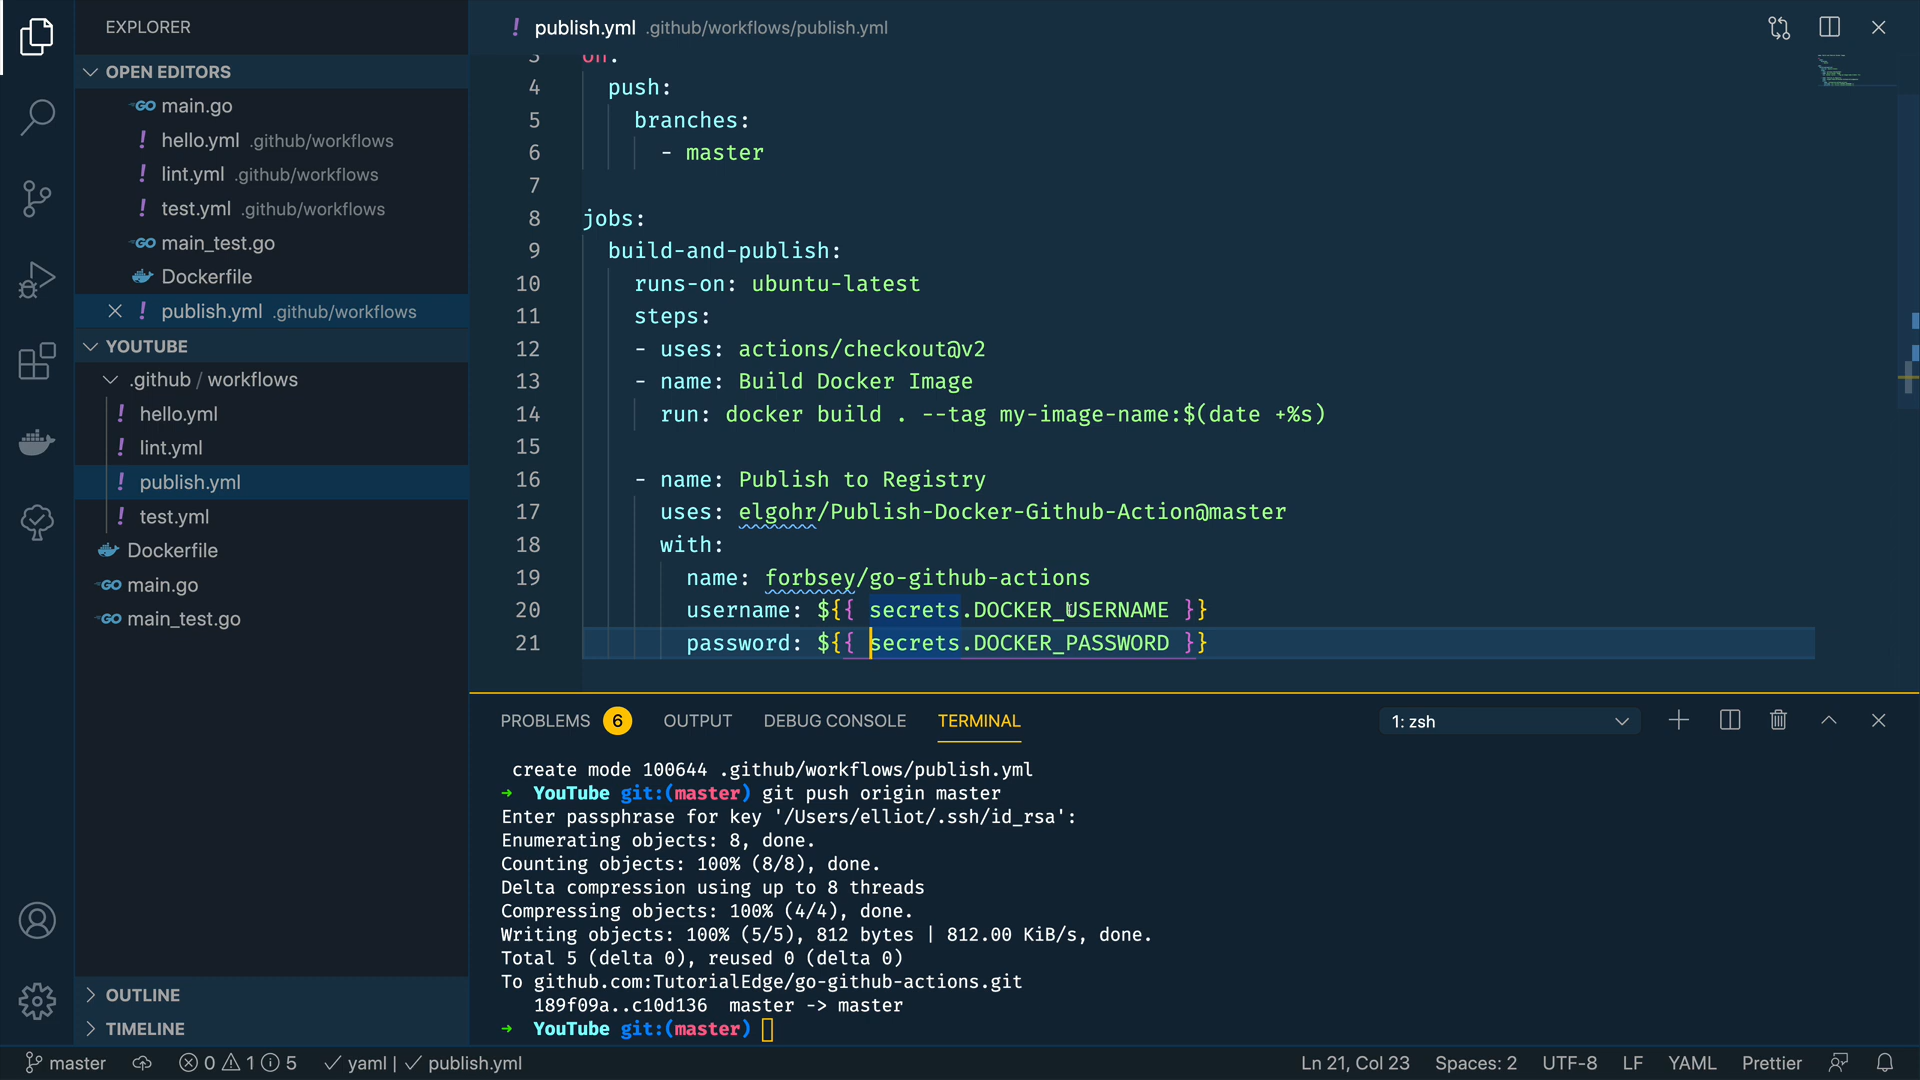 EXPLORER
OPEN EDITORS
GO main.go
! hello.yml .github/workflows
! lint.yml .github/workflows
! test.yml .github/workflows
GO main_test.go
Dockerfile
! publish.yml .github/workflows
YOUTUBE
.github / workflows
! hello.yml
! lint.yml
! publish.yml
! test.yml
Dockerfile
GO main.go
GO main_test.go
OUTLINE
TIMELINE
! publish.yml .github/workflows/publish.yml
3 on:
4 push:
5 branches:
6 - master
7
8 jobs:
9 build-and-publish:
10 runs-on: ubuntu-latest
11 steps:
12 - uses: actions/checkout@v2
13 - name: Build Docker Image
14 run: docker build . --tag my-image-name:$(date +%s)
15
16 - name: Publish to Registry
17 uses: elgohr/Publish-Docker-Github-Action@master
18 with:
19 name: forbsey/go-github-actions
20 username: ${{ secrets.DOCKER_USERNAME }}
21 password: ${{ secrets.DOCKER_PASSWORD }}
PROBLEMS 6 OUTPUT DEBUG CONSOLE TERMINAL 1: zsh
create mode 100644 .github/workflows/publish.yml
➜ YouTube git:(master) git push origin master
Enter passphrase for key '/Users/elliot/.ssh/id_rsa':
Enumerating objects: 8, done.
Counting objects: 100% (8/8), done.
Delta compression using up to 8 threads
Compressing objects: 100% (4/4), done.
Writing objects: 100% (5/5), 812 bytes | 812.00 KiB/s, done.
Total 5 (delta 0), reused 0 (delta 0)
To github.com:TutorialEdge/go-github-actions.git
189f09a..c10d136 master -> master
➜ YouTube git:(master)
master 0 1 5 ✓ yaml | ✓ publish.yml Ln 21, Col 23 Spaces: 2 UTF-8 LF YAML Prettier